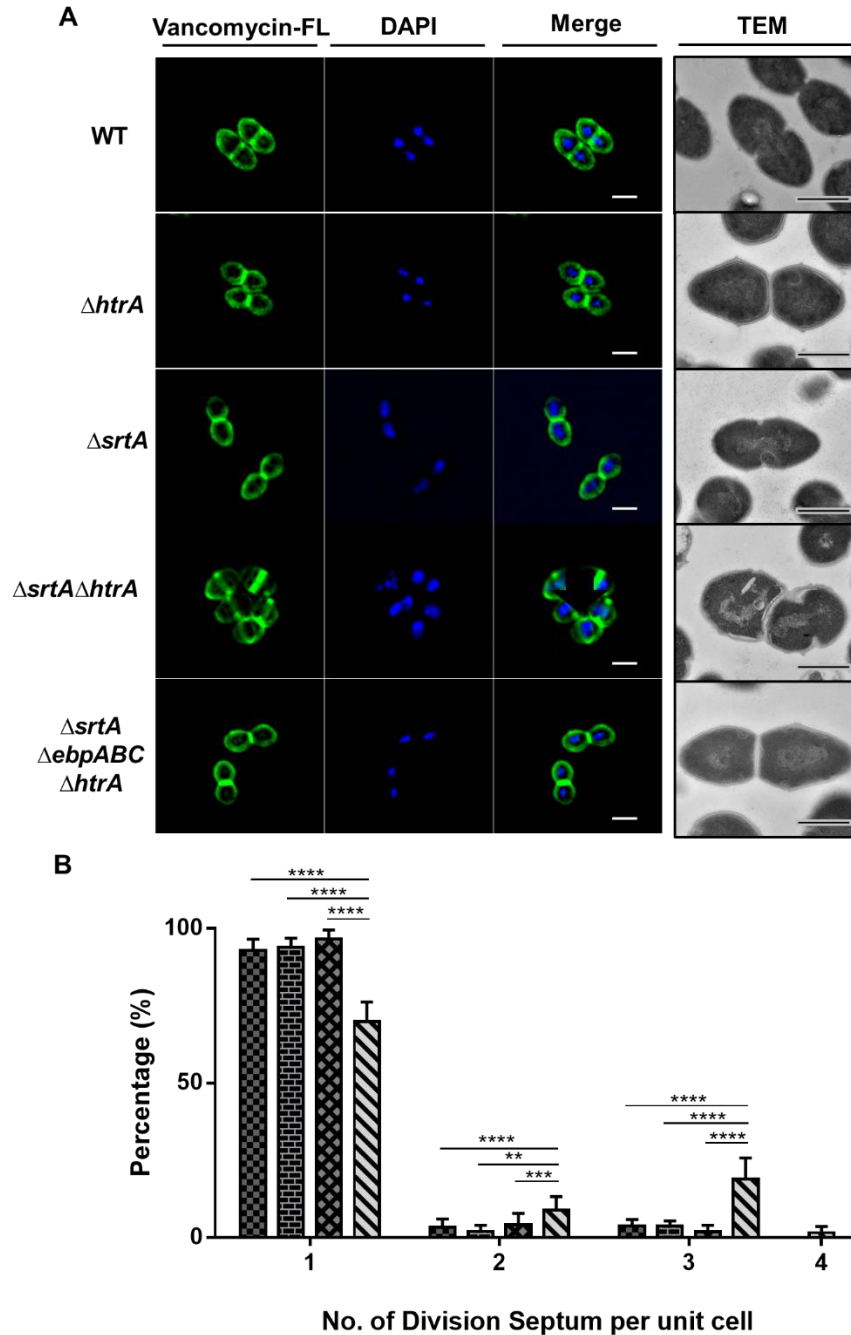 A
Vancomycin-FL DAPI Merge TEM
WT
ΔhtrA
ΔsrtA
ΔsrtAΔhtrA
ΔsrtA
ΔebpABC
ΔhtrA
B
**** 
****
****
100
Percentage (%)
50
****
**
***
****
****
****
0
1 2 3 4
No. of Division Septum per unit cell